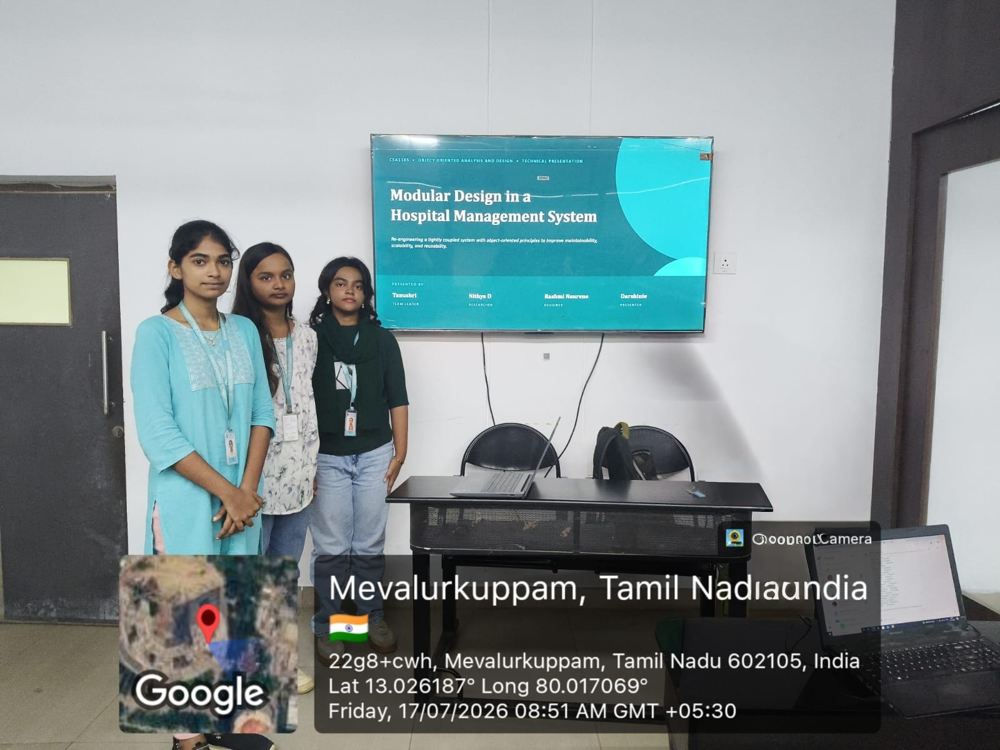 CSA1105 • OBJECT ORIENTED ANALYSIS AND DESIGN • TECHNICAL PRESENTATION
Modular Design in a
Hospital Management System
Re-engineering a tightly coupled system with object-oriented principles to improve maintainability,
scalability, and reusability.
PRESENTED BY
Tanushri Nithya D Rashmi Naurene Darshinie
TEAM LEADER RESEARCHER DESIGNER PRESENTER
Camera
Mevalurkuppam, Tamil
22g8+cwh, Mevalurkuppam, Tamil Nadu 602105, India
Lat 13.026187° Long 80.017069°
Friday, 17/07/2026 08:51 AM GMT +05:30
Google